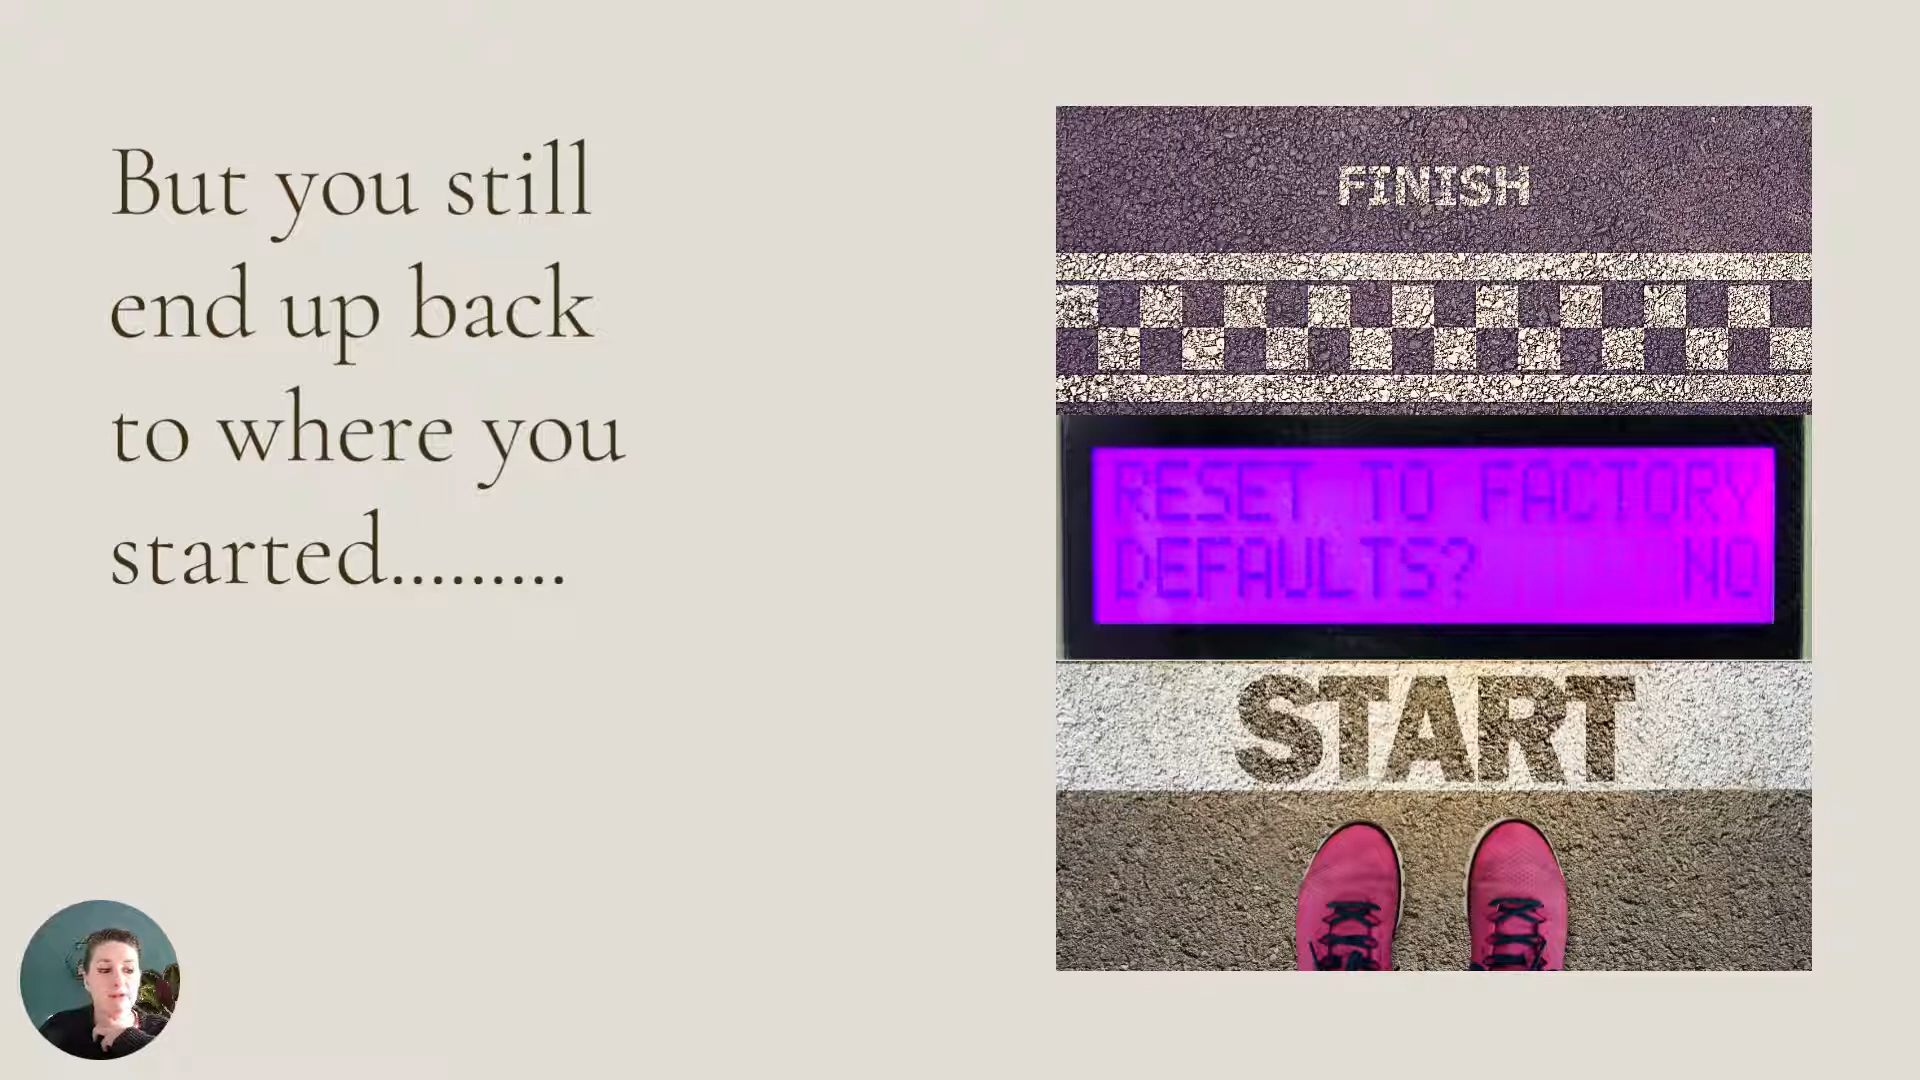 But you still
end up back
to where you
started.........
FINISH
RESET TO FACTORY
DEFAULTS? NO
START